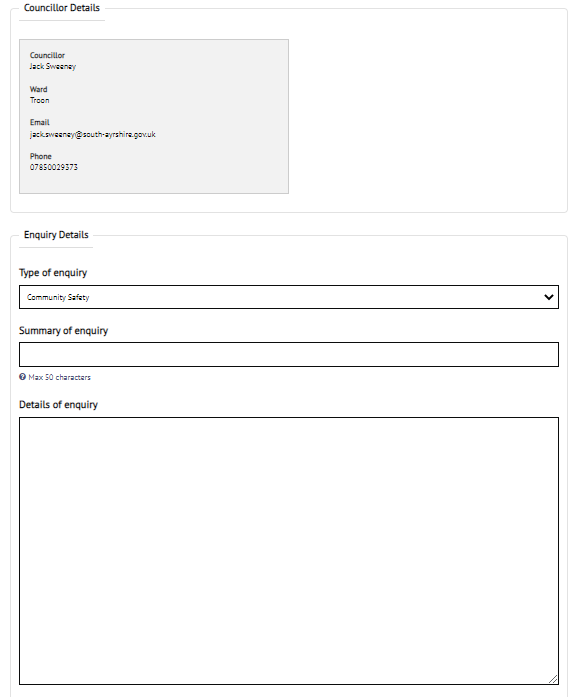 Councillor Details
Councillor
Jack Sweeney
Ward
Troon
Email
jack.sweeney@south-ayrshire.gov.uk
Phone
07850029373
Enquiry Details
Type of enquiry
Community Safety
Summary of enquiry
Max 50 characters
Details of enquiry